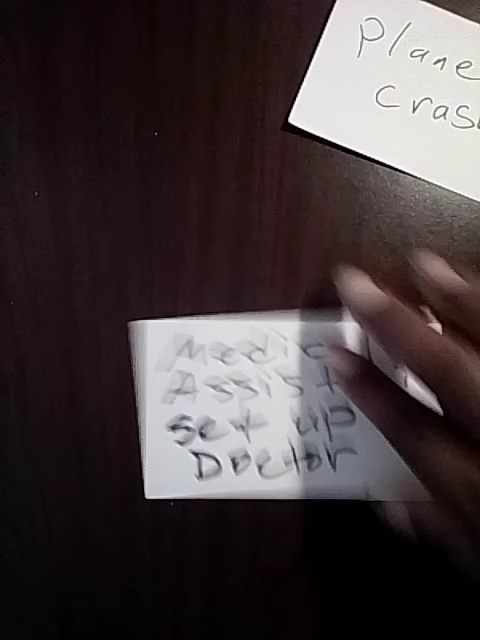 Plane
Cras
Medic
Assist
set up
Doctor